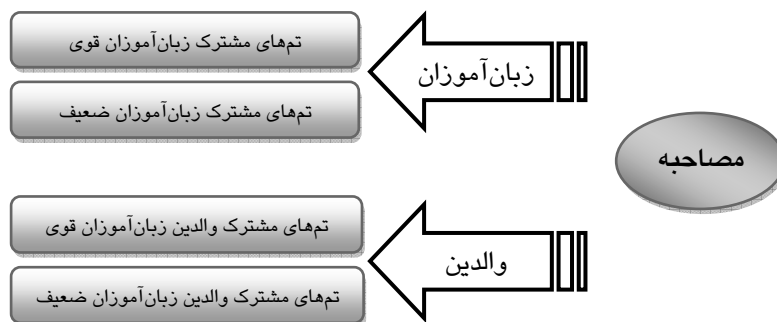 مصاحبه
زبان‌آموزان
تم‌های مشترک زبان‌آموزان قوی
تم‌های مشترک زبان‌آموزان ضعیف
والدین
تم‌های مشترک والدین زبان‌آموزان قوی
تم‌های مشترک والدین زبان‌آموزان ضعیف